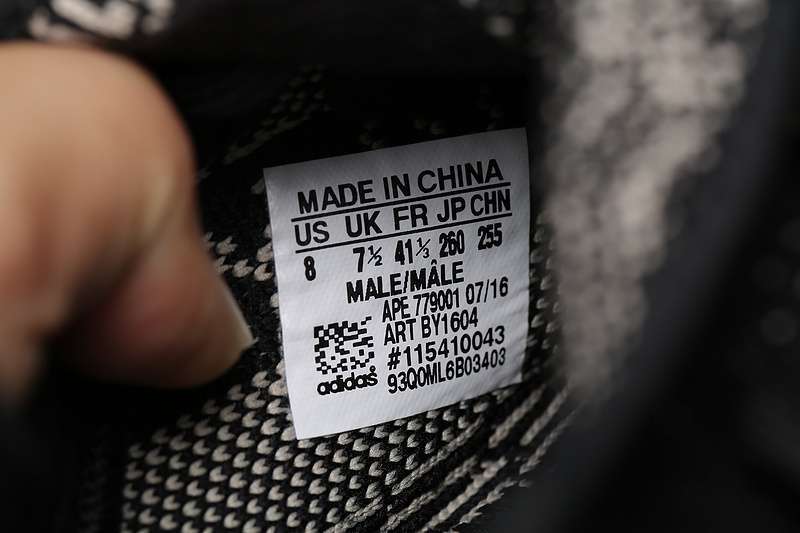 MADE IN CHINA
US UK FR JP CHN
8 7½ 41⅓ 260 255
MALE/MÂLE
APE 779001 07/16
ART BY1604
#115410043
adidas 93Q0ML6B03403